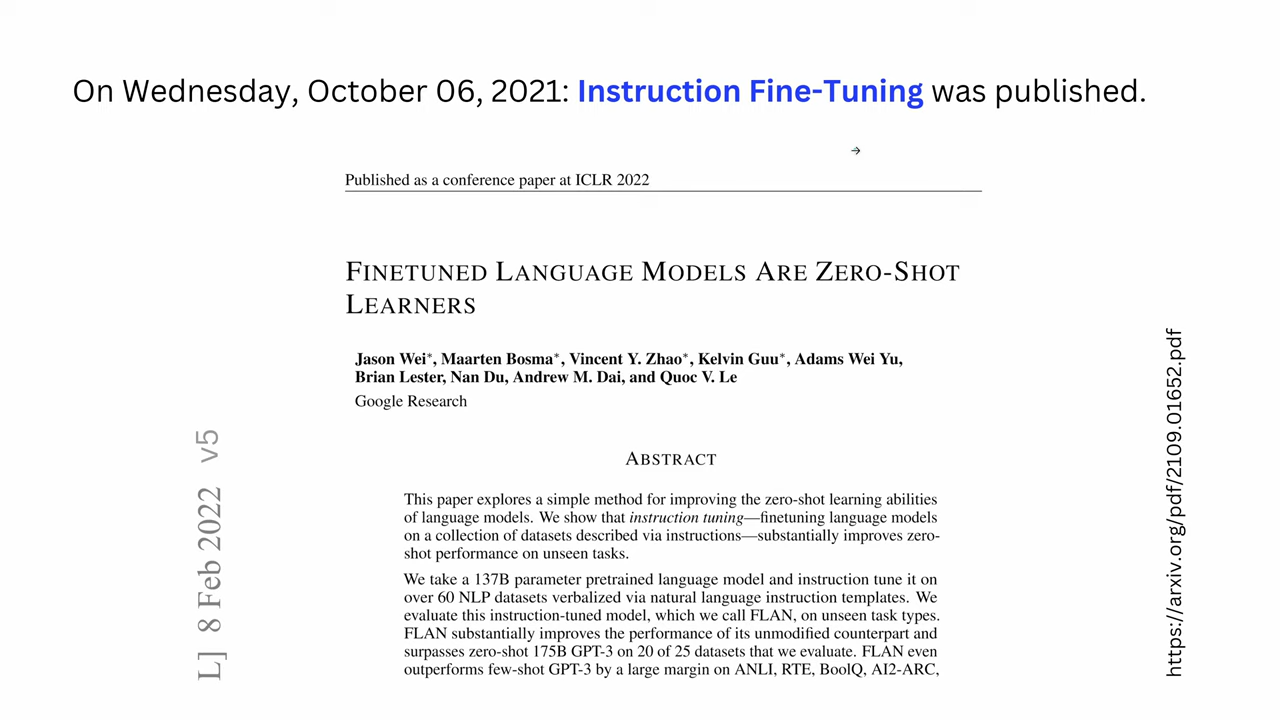 On Wednesday, October 06, 2021: Instruction Fine-Tuning was published.
Published as a conference paper at ICLR 2022
FINETUNED LANGUAGE MODELS ARE ZERO-SHOT
LEARNERS
Jason Wei*, Maarten Bosma*, Vincent Y. Zhao*, Kelvin Guu*, Adams Wei Yu,
Brian Lester, Nan Du, Andrew M. Dai, and Quoc V. Le
Google Research
ABSTRACT
This paper explores a simple method for improving the zero-shot learning abilities
of language models. We show that instruction tuning—finetuning language models
on a collection of datasets described via instructions—substantially improves zero-
shot performance on unseen tasks.
We take a 137B parameter pretrained language model and instruction tune it on
over 60 NLP datasets verbalized via natural language instruction templates. We
evaluate this instruction-tuned model, which we call FLAN, on unseen task types.
FLAN substantially improves the performance of its unmodified counterpart and
surpasses zero-shot 175B GPT-3 on 20 of 25 datasets that we evaluate. FLAN even
outperforms few-shot GPT-3 by a large margin on ANLI, RTE, BoolQ, AI2-ARC,
L] 8 Feb 2022 v5
https://arxiv.org/pdf/2109.01652.pdf